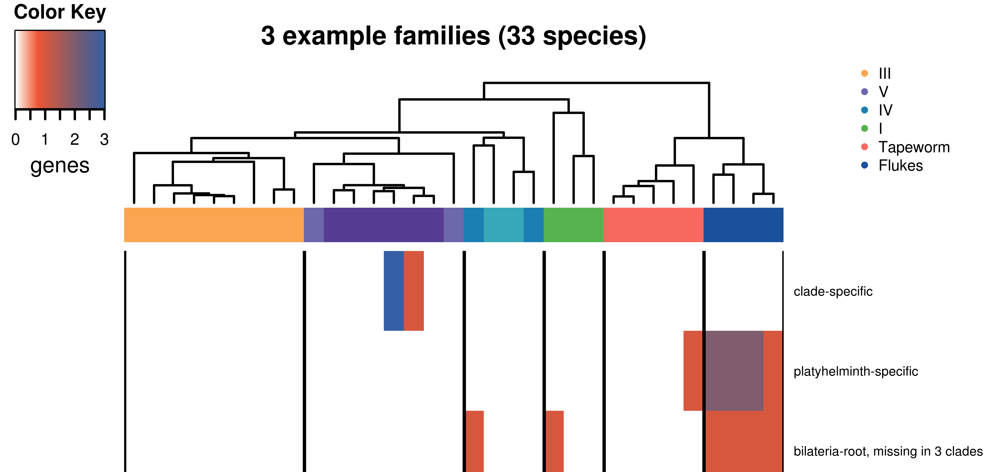 Color Key
0 1 2 3
genes
3 example families (33 species)
III
V
IV
I
Tapeworm
Flukes
clade-specific
platyhelminth-specific
bilateria-root, missing in 3 clades